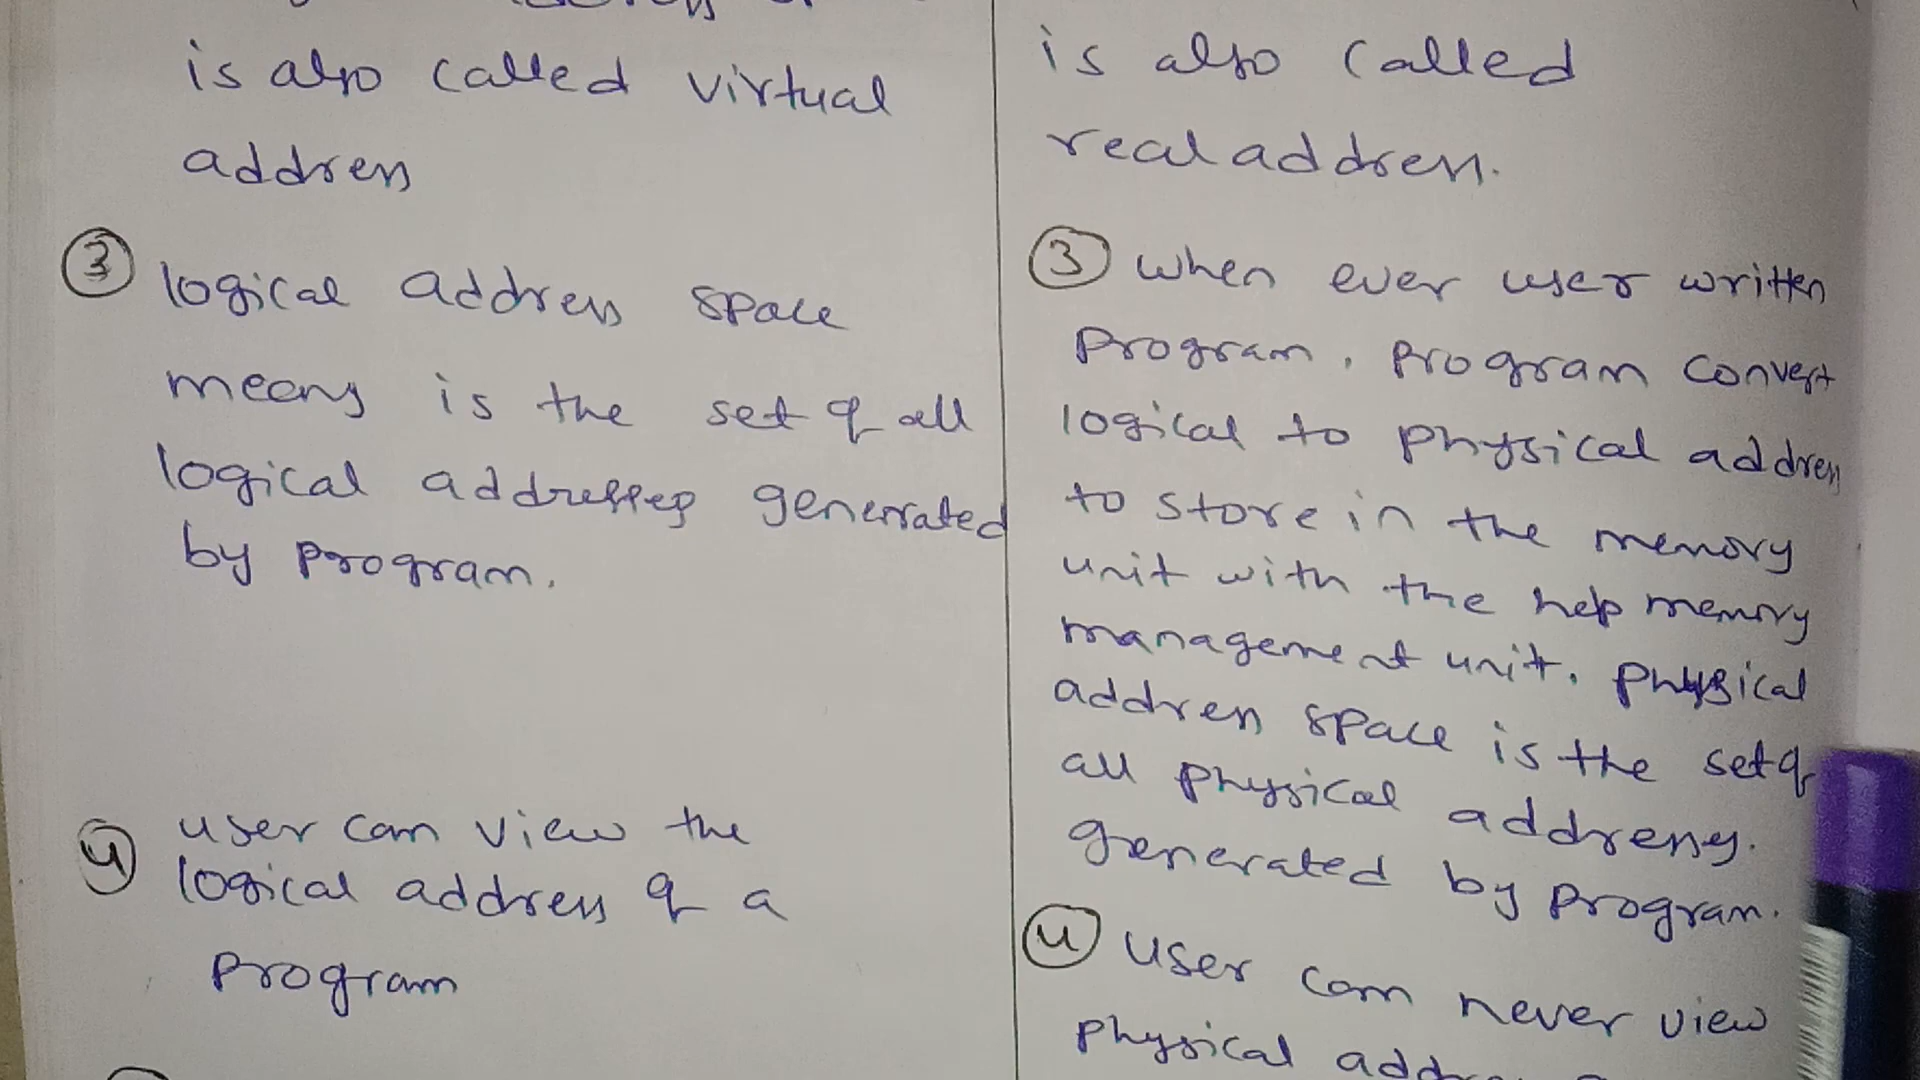 is also called virtual
address
③ logical address space
means is the set of all
logical addresses generated
by program.
④ user can view the
logical address of a
program
is also called
real address.
③ when ever user written
program, program convert
logical to physical address
to store in the memory
unit with the help memory
management unit. physical
address space is the set of
all physical address.
generated by program.
④ user can never view
physical